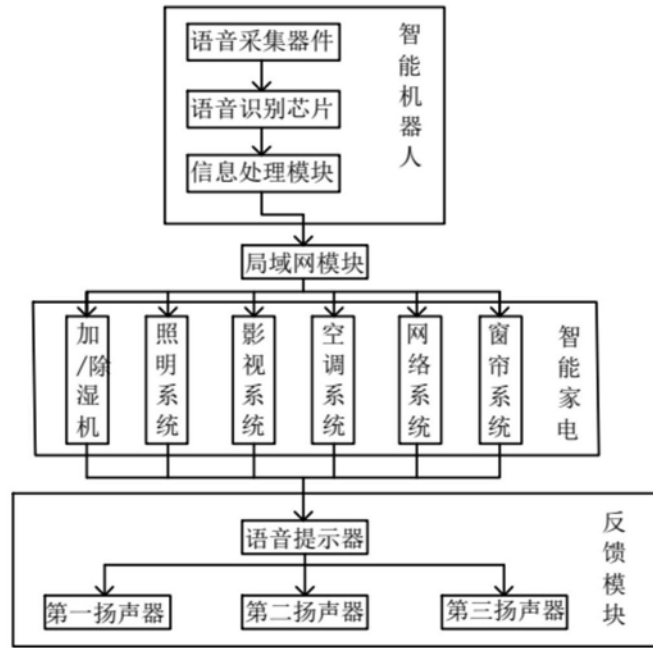 语音采集器件
语音识别芯片
信息处理模块
智能机器人
局域网模块
加/除湿机
照明系统
影视系统
空调系统
网络系统
窗帘系统
智能家电
语音提示器
第一扬声器
第二扬声器
第三扬声器
反馈模块